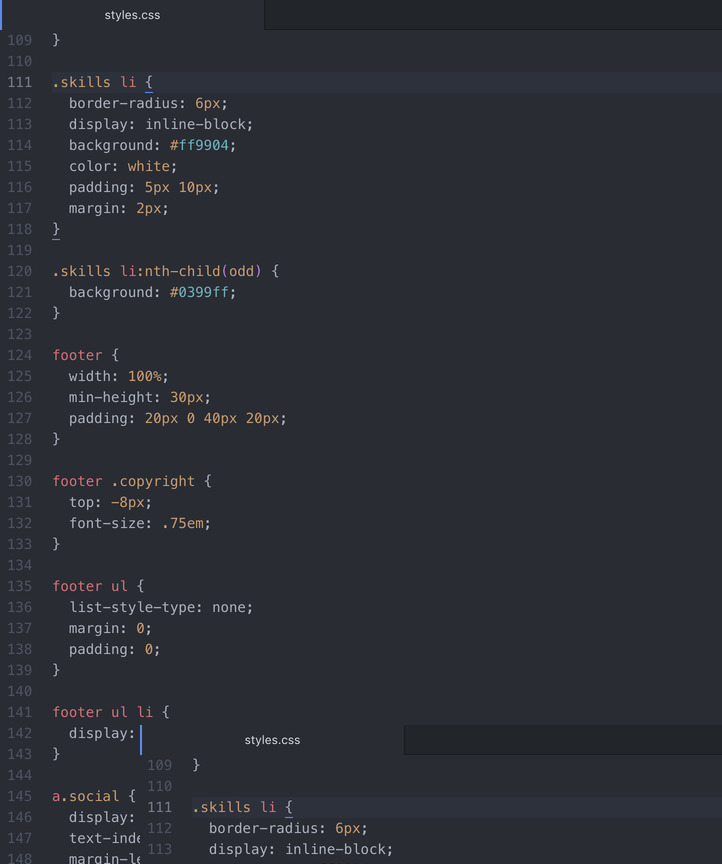 styles.css
109 }
110
111 .skills li {
112 border-radius: 6px;
113 display: inline-block;
114 background: #ff9904;
115 color: white;
116 padding: 5px 10px;
117 margin: 2px;
118 }
119
120 .skills li:nth-child(odd) {
121 background: #0399ff;
122 }
123
124 footer {
125 width: 100%;
126 min-height: 30px;
127 padding: 20px 0 40px 20px;
128 }
129
130 footer .copyright {
131 top: -8px;
132 font-size: .75em;
133 }
134
135 footer ul {
136 list-style-type: none;
137 margin: 0;
138 padding: 0;
139 }
140
141 footer ul li {
142 display:
143 }
144
145 a.social {
146 display:
147 text-inde
148 margin-le
styles.css
109 }
110
111 .skills li {
112 border-radius: 6px;
113 display: inline-block;